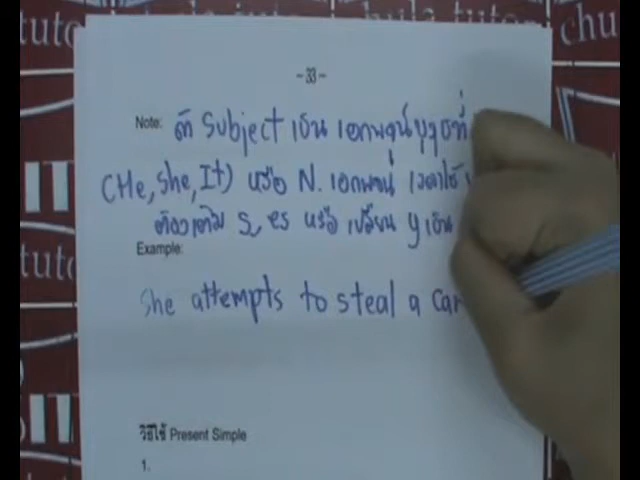 chula tutor
~ 33 ~
Note: ถ้า Subject เป็น เอกพจน์บุรุษที่
(He, She, It) หรือ N. เอกพจน์ เวลาใช้
ต้องเติม s, es หรือ เปลี่ยน y เป็น
Example:
She attempts to steal a car
วิธีใช้ Present Simple
1.